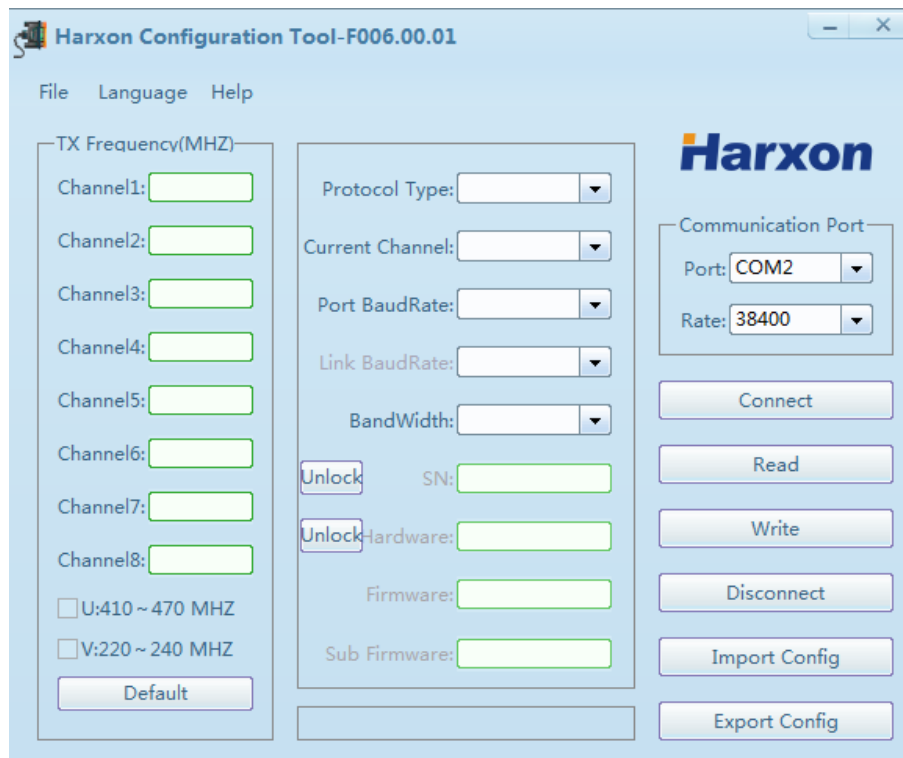 Harxon Configuration Tool-F006.00.01
File Language Help
TX Frequency(MHZ)
Channel1:
Channel2:
Channel3:
Channel4:
Channel5:
Channel6:
Channel7:
Channel8:
U:410~470 MHZ
V:220~240 MHZ
Default
Protocol Type:
Current Channel:
Port BaudRate:
Link BaudRate:
BandWidth:
Unlock SN:
Unlock Hardware:
Firmware:
Sub Firmware:
Harxon
Communication Port
Port: COM2
Rate: 38400
Connect
Read
Write
Disconnect
Import Config
Export Config